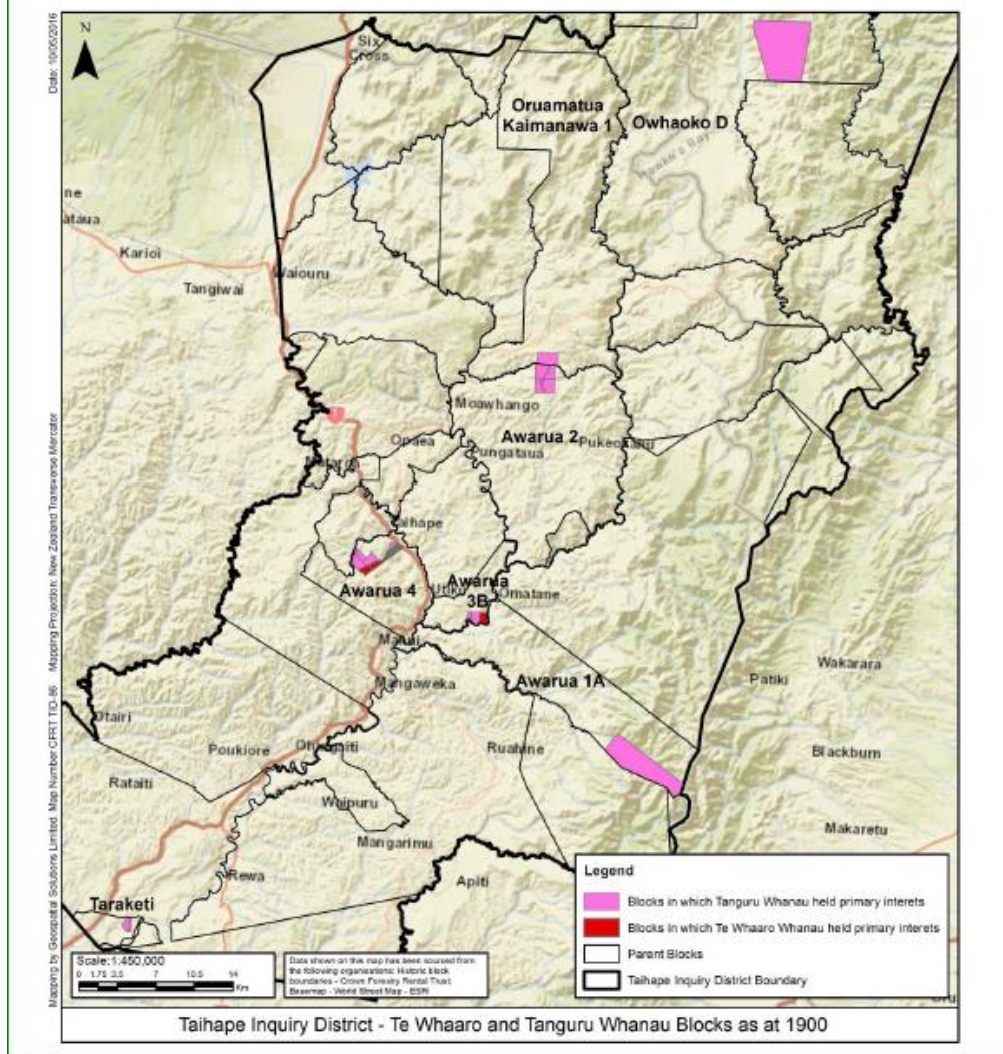 Date: 10/05/2016
Mapping Projection: New Zealand Transverse Mercator
Mapping by Geospatial Solutions Limited. Map Number CFRT TIO-86
N
Six
Cross
Oruamatua
Kaimanawa 1
Owhaoko D
Karioi
Waiouru
Tangiwai
Moawhango
Opaea
Awarua 2
Pungataua
Taihape
Awarua 4
Utiku
Awarua
3B
Omatane
Mangaweka
Awarua 1A
Wakarara
Patiki
Otairi
Poukiore
Ohingaiti
Ruahine
Blackburn
Rataiti
Waipuru
Mangarimu
Makaretu
Rewa
Apiti
Taraketi
Legend
Blocks in which Tanguru Whanau held primary interets
Blocks in which Te Whaaro Whanau held primary interets
Parent Blocks
Taihape Inquiry District Boundary
Scale:1:450,000
0 1.75 3.5 7 10.5 14
Km
Data shown on this map has been sourced from
the following organisations: Historic block
boundaries - Crown Forestry Rental Trust;
Basemap - World Street Map - ESRI
Taihape Inquiry District - Te Whaaro and Tanguru Whanau Blocks as at 1900